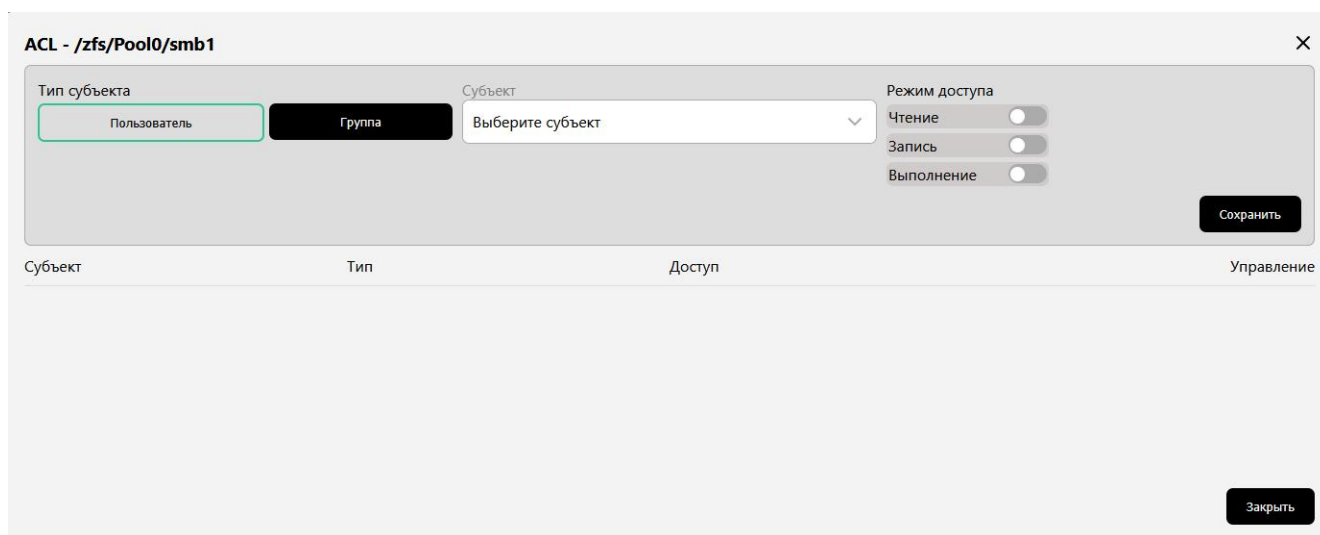 ACL - /zfs/Pool0/smb1
Тип субъекта
Субъект
Режим доступа
Пользователь
Группа
Выберите субъект
Чтение
Запись
Выполнение
Сохранить
Субъект Тип Доступ Управление
Закрыть